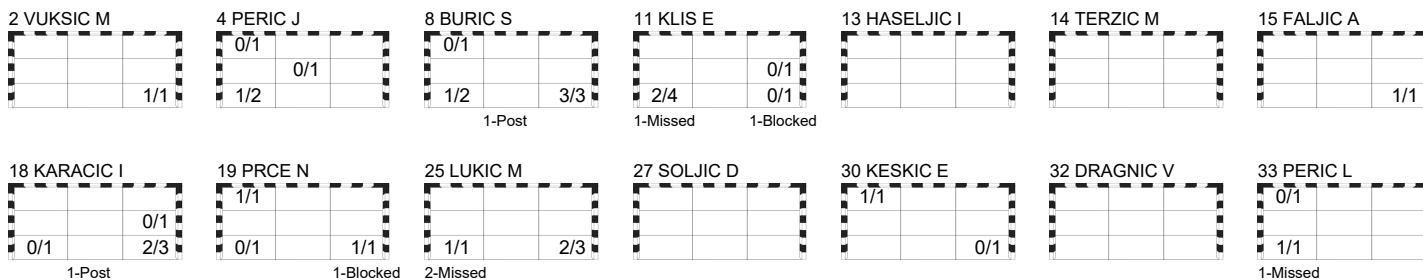 2 VUKSIC M 4 PERIC J 8 BURIC S 11 KLIS E 13 HASELJIC I 14 TERZIC M 15 FALJIC A
0/1 0/1
0/1 0/1
1/1 1/2 1/2 3/3 2/4 0/1 1/1
1-Post 1-Missed 1-Blocked
18 KARACIC I 19 PRCE N 25 LUKIC M 27 SOLJIC D 30 KESKIC E 32 DRAGNIC V 33 PERIC L
1/1 1/1 0/1
0/1
0/1 2/3 0/1 1/1 1/1 2/3 0/1 1/1
1-Post 1-Blocked 2-Missed 1-Missed